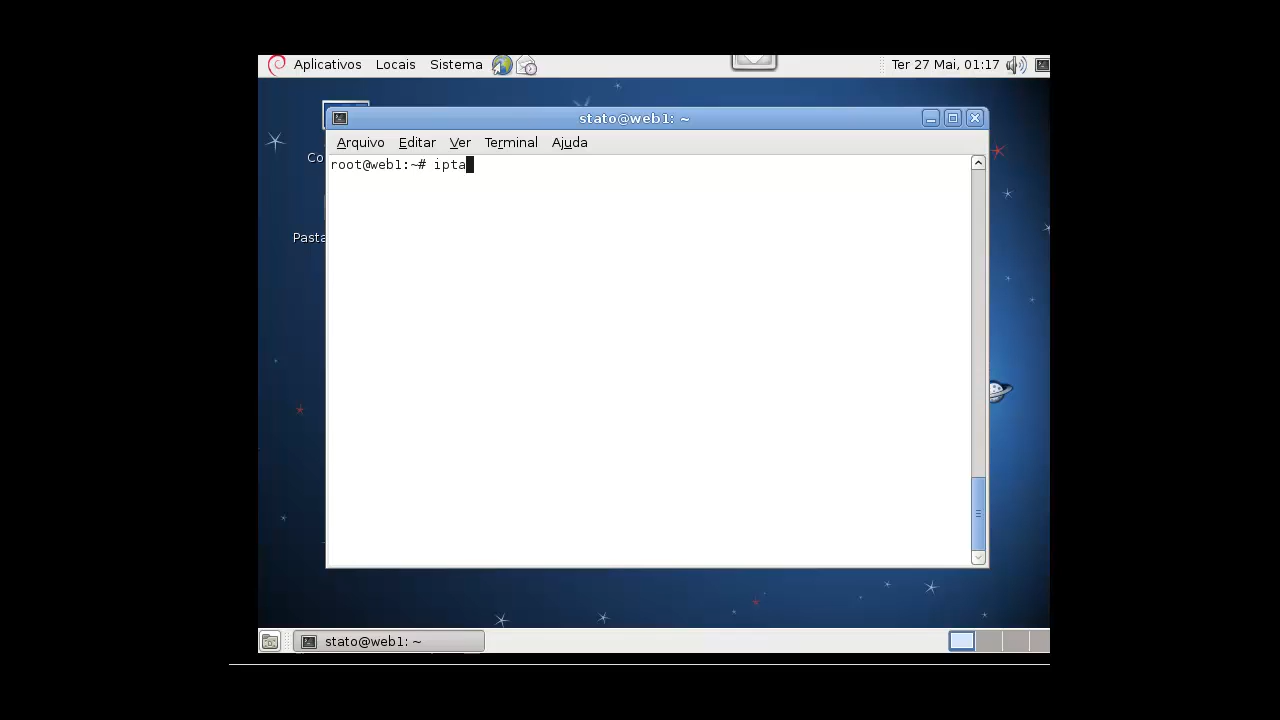 Aplicativos Locais Sistema Ter 27 Mai, 01:17
stato@web1: ~
Arquivo Editar Ver Terminal Ajuda
root@web1:~# ipta
Co
Pasta
stato@web1: ~